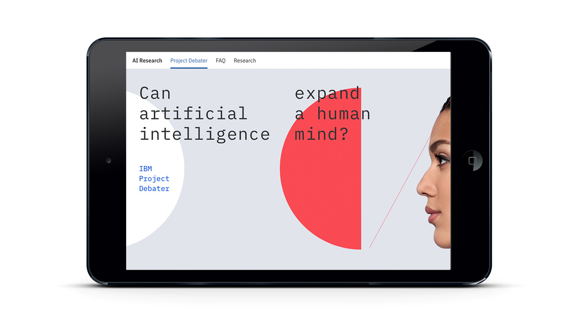 AI Research Project Debater FAQ Research
Can
artificial
intelligence
expand
a human
mind?
IBM
Project
Debater